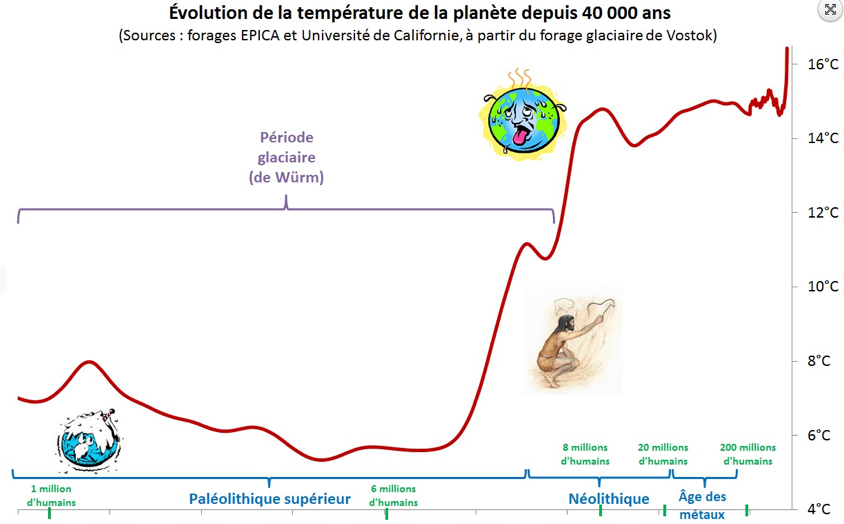 Évolution de la température de la planète depuis 40 000 ans
(Sources : forages EPICA et Université de Californie, à partir du forage glaciaire de Vostok)
16°C
14°C
12°C
10°C
8°C
6°C
4°C
Période
glaciaire
(de Würm)
8 millions
d'humains
20 millions
d'humains
200 millions
d'humains
1 million
d'humains
Paléolithique supérieur
6 millions
d'humains
Néolithique
Âge des
métaux